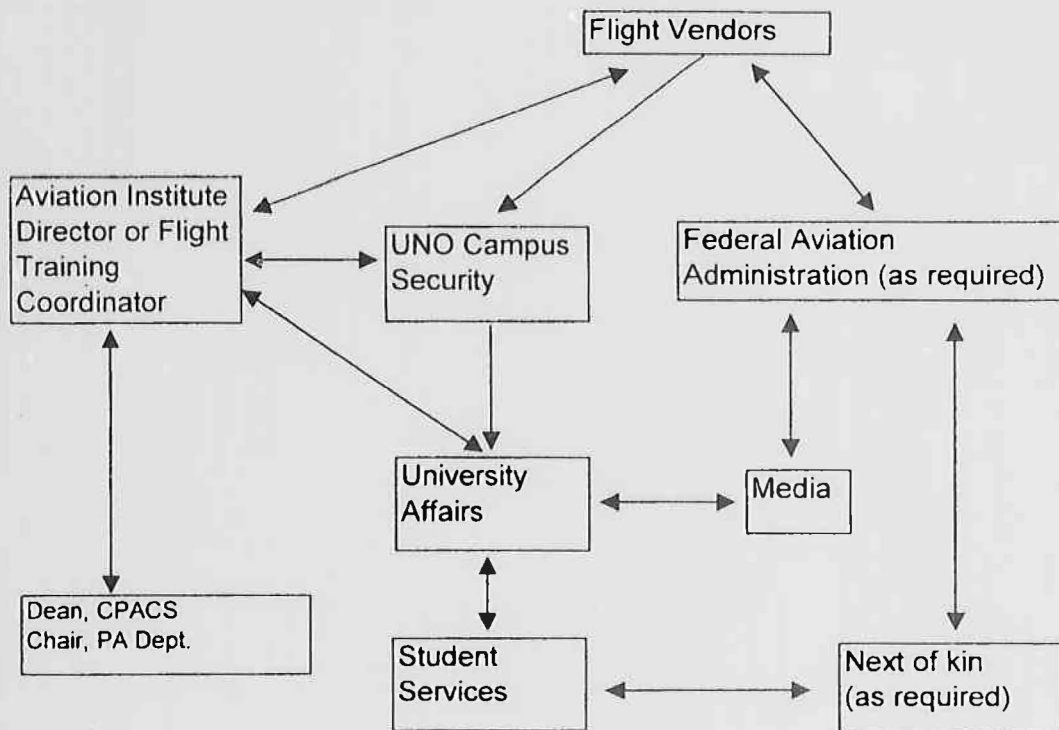 Flight Vendors
Aviation Institute
Director or Flight
Training
Coordinator
UNO Campus
Security
Federal Aviation
Administration (as required)
University
Affairs
Media
Dean, CPACS
Chair, PA Dept.
Student
Services
Next of kin
(as required)